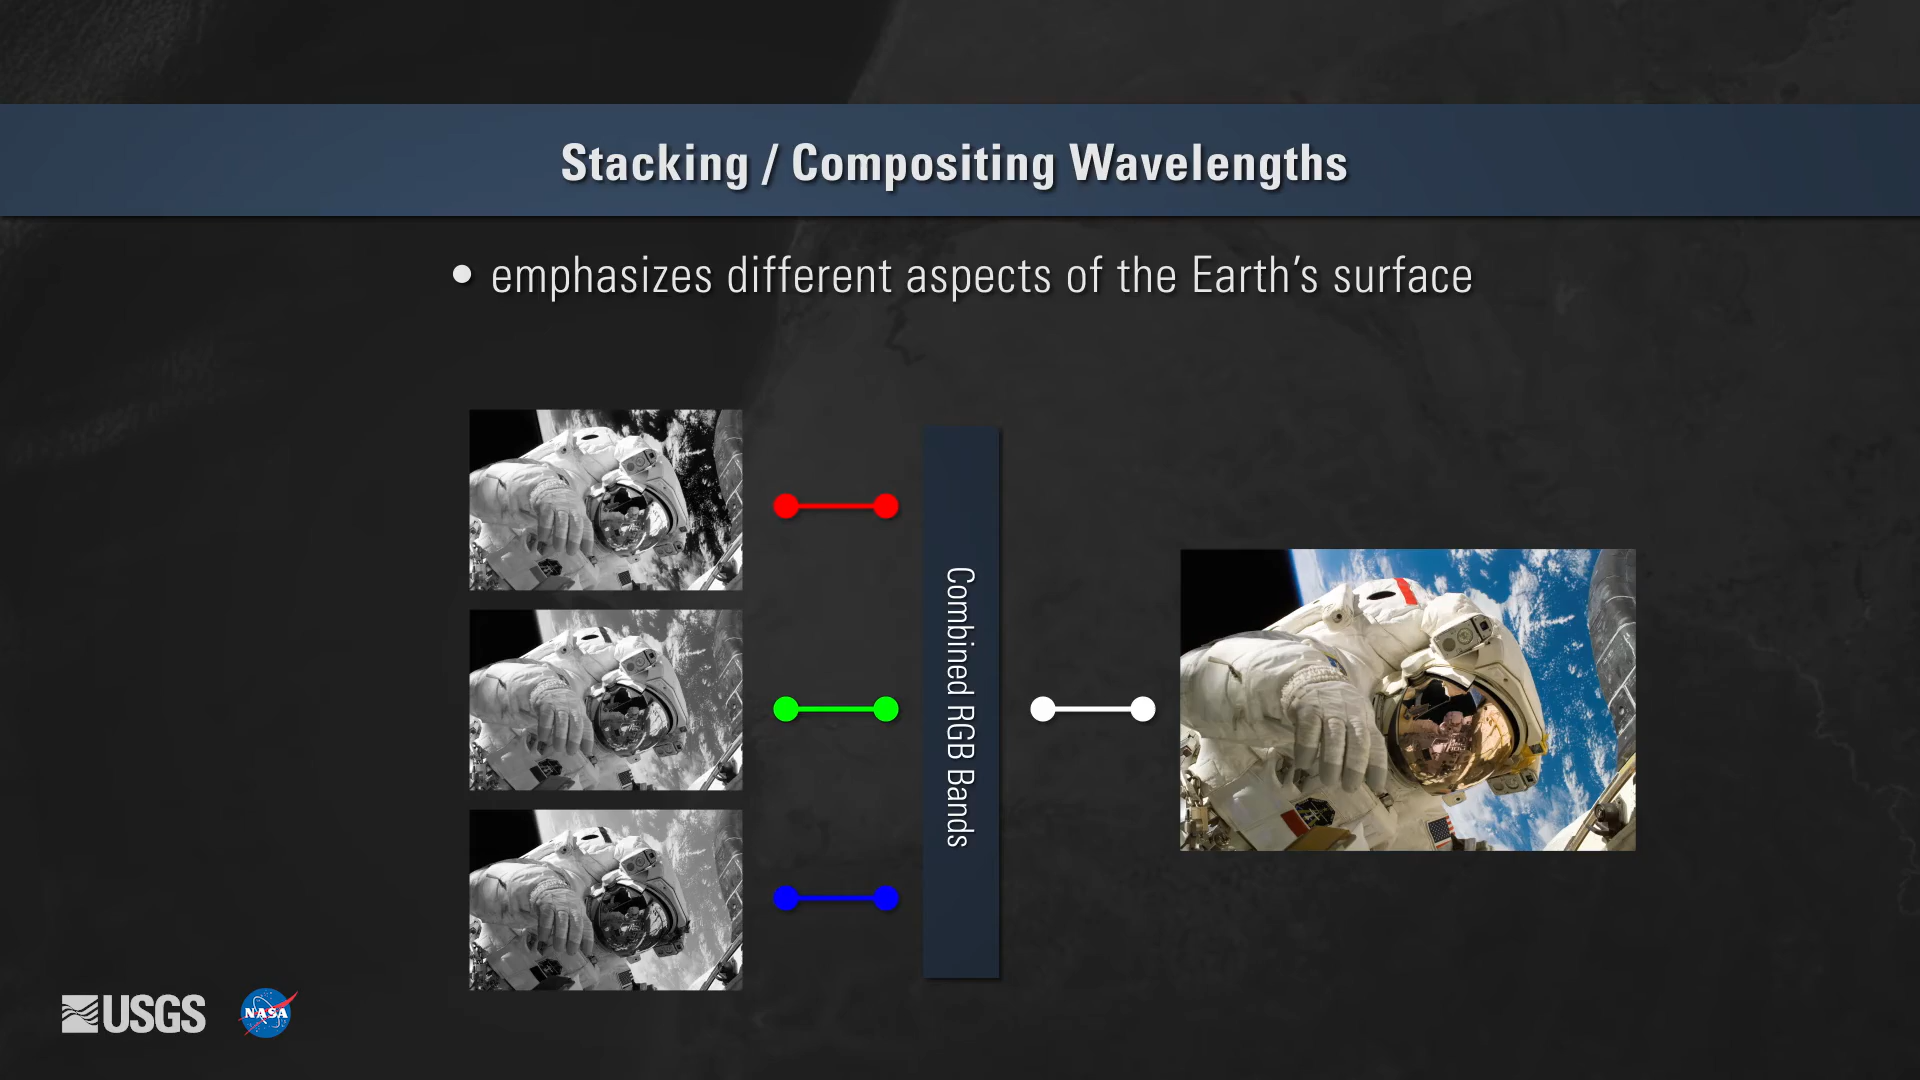 Stacking / Compositing Wavelengths
• emphasizes different aspects of the Earth’s surface
Combined RGB Bands
USGS
NASA